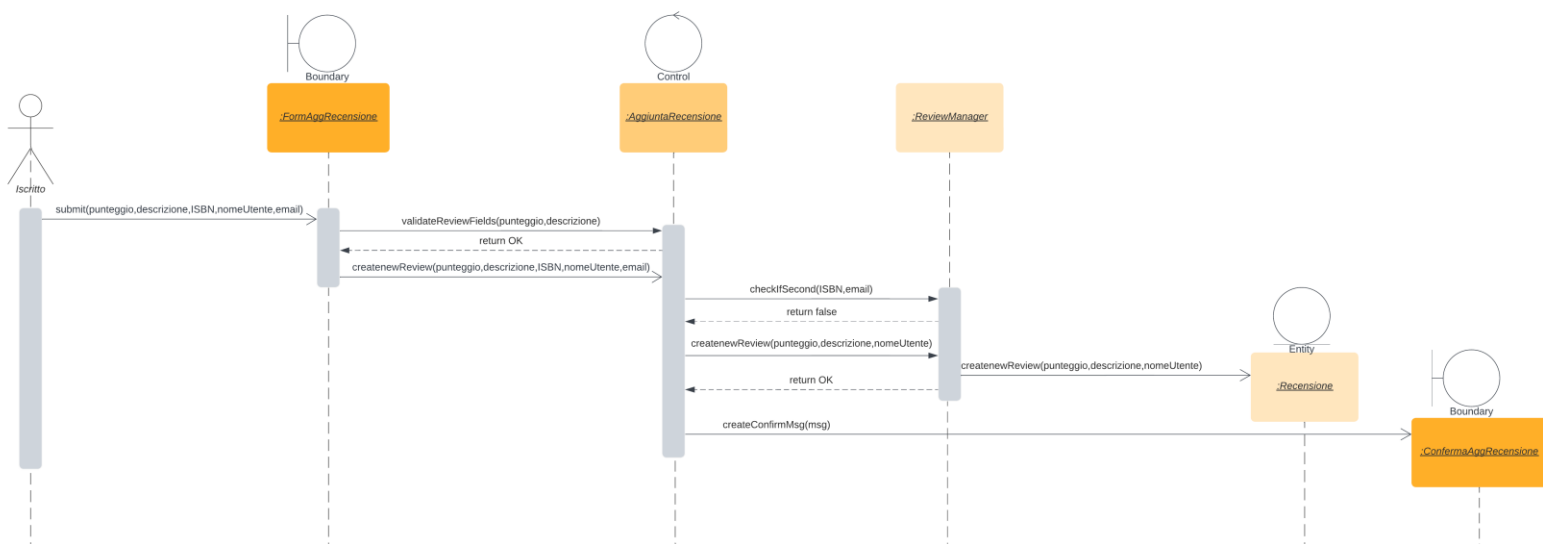 Boundary
Control
:FormAggRecensione
:AggiuntaRecensione
:ReviewManager
Iscritto
submit(punteggio,descrizione,ISBN,nomeUtente,email)
validateReviewFields(punteggio,descrizione)
return OK
createnewReview(punteggio,descrizione,ISBN,nomeUtente,email)
checkIfSecond(ISBN,email)
return false
createnewReview(punteggio,descrizione,nomeUtente)
Entity
createnewReview(punteggio,descrizione,nomeUtente)
return OK
:Recensione
Boundary
createConfirmMsg(msg)
:ConfermaAggRecensione